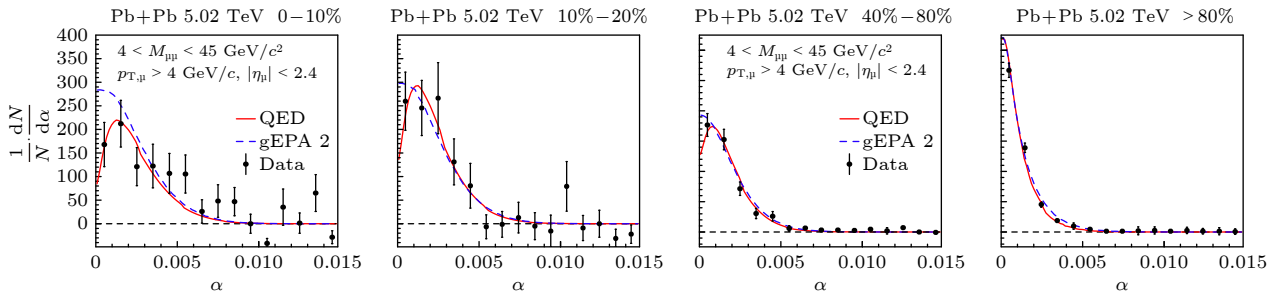 Pb+Pb 5.02 TeV 0−10%
Pb+Pb 5.02 TeV 10%−20%
Pb+Pb 5.02 TeV 40%−80%
Pb+Pb 5.02 TeV >80%
400
350
300
250
200
150
100
50
0
1/N · dN/dα
4 < Mμμ < 45 GeV/c²
pT,μ > 4 GeV/c, |ημ| < 2.4
QED
gEPA 2
Data
QED
gEPA 2
Data
4 < Mμμ < 45 GeV/c²
pT,μ > 4 GeV/c, |ημ| < 2.4
QED
gEPA 2
Data
0 0.005 0.010 0.015
0 0.005 0.010 0.015
0 0.005 0.010 0.015
0 0.005 0.010 0.015
α
α
α
α